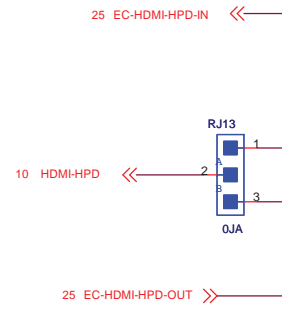 25 EC-HDMI-HPD-IN
RJ13
1
A
10 HDMI-HPD
2
B
3
0JA
25 EC-HDMI-HPD-OUT